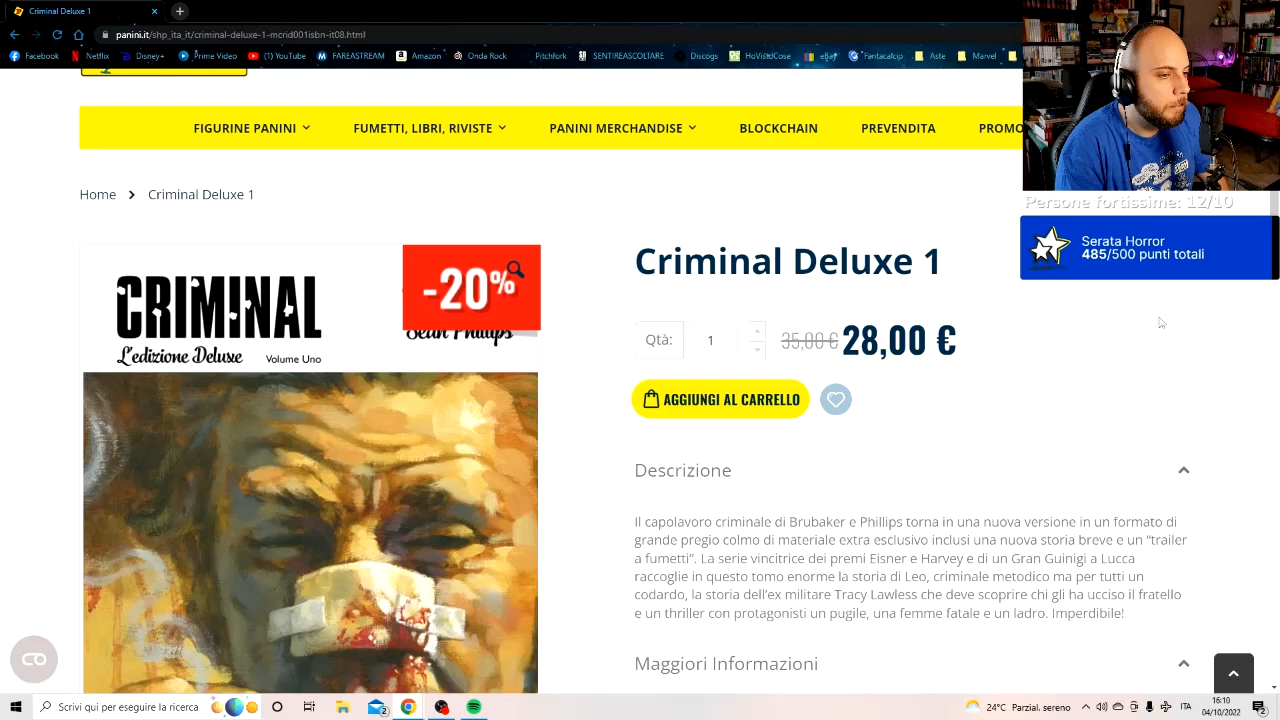 Criminal Deluxe 1
panini.it/shp_ita_it/criminal-deluxe-1-mcrid001isbn-it08.html
Facebook Netflix Disney+ Prime Video (1) YouTube FAREASTREAM Amazon Onda Rock Pitchfork SENTIREASCOLTARE Discogs HoVistoCose eBay Fantacalcip Aste Marvel
FIGURINE PANINI FUMETTI, LIBRI, RIVISTE PANINI MERCHANDISE BLOCKCHAIN PREVENDITA PROMO
Home Criminal Deluxe 1
Persone fortissime: 12/10
Serata Horror
485/500 punti totali
-20%
CRIMINAL
Sean Phillips
L'edizione Deluxe Volume Uno
Criminal Deluxe 1
Qtà: 1 35,00 € 28,00 €
AGGIUNGI AL CARRELLO
Descrizione
Il capolavoro criminale di Brubaker e Phillips torna in una nuova versione in un formato di
grande pregio colmo di materiale extra esclusivo inclusi una nuova storia breve e un “trailer
a fumetti”. La serie vincitrice dei premi Eisner e Harvey e di un Gran Guinigi a Lucca
raccoglie in questo tomo enorme la storia di Leo, criminale metodico ma per tutti un
codardo, la storia dell’ex militare Tracy Lawless che deve scoprire chi gli ha ucciso il fratello
e un thriller con protagonisti un pugile, una femme fatale e un ladro. Imperdibile!
Maggiori Informazioni
Scrivi qui per eseguire la ricerca
2
24°C Parzial. sereno
ITA
16:10
04/10/2022
2